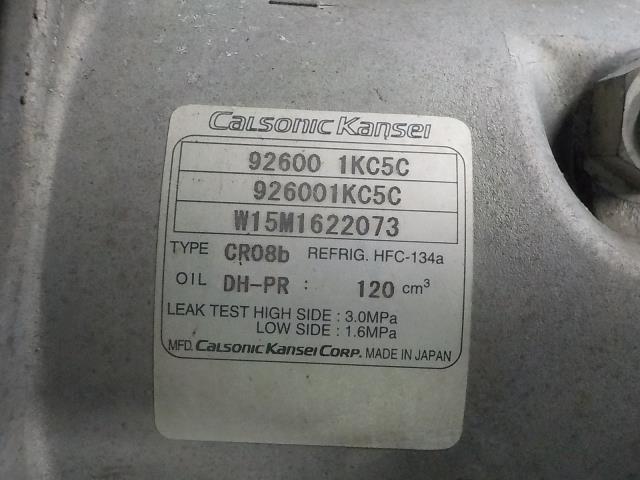 CALSONIC KANSEI
92600 1KC5C
926001KC5C
W15M1622073
TYPE CR08b REFRIG. HFC-134a
OIL DH-PR : 120 cm³
LEAK TEST HIGH SIDE : 3.0MPa
LOW SIDE : 1.6MPa
MFD. CALSONIC KANSEI CORP. MADE IN JAPAN